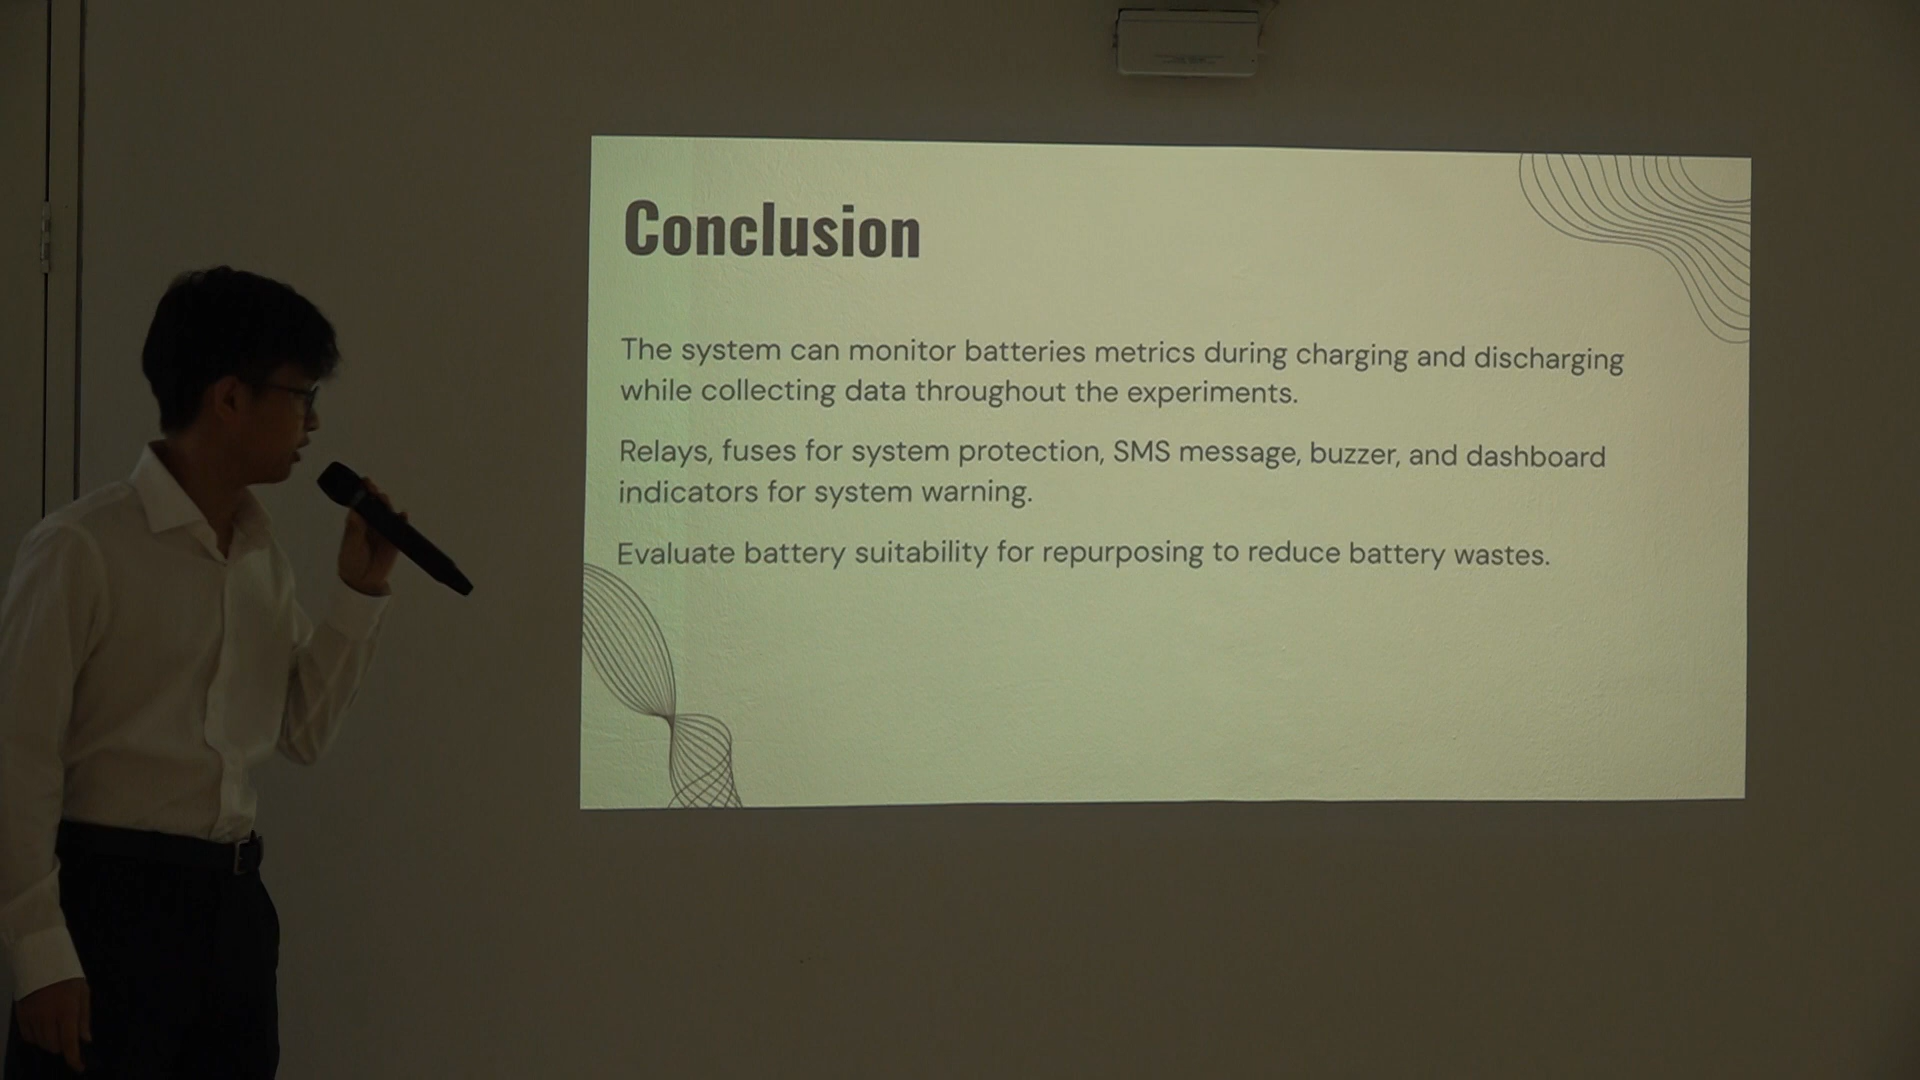 Conclusion
The system can monitor batteries metrics during charging and discharging
while collecting data throughout the experiments.
Relays, fuses for system protection, SMS message, buzzer, and dashboard
indicators for system warning.
Evaluate battery suitability for repurposing to reduce battery wastes.